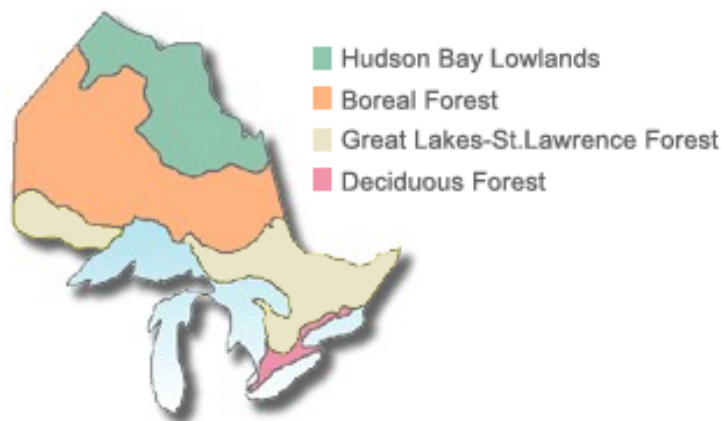 Hudson Bay Lowlands
Boreal Forest
Great Lakes-St.Lawrence Forest
Deciduous Forest